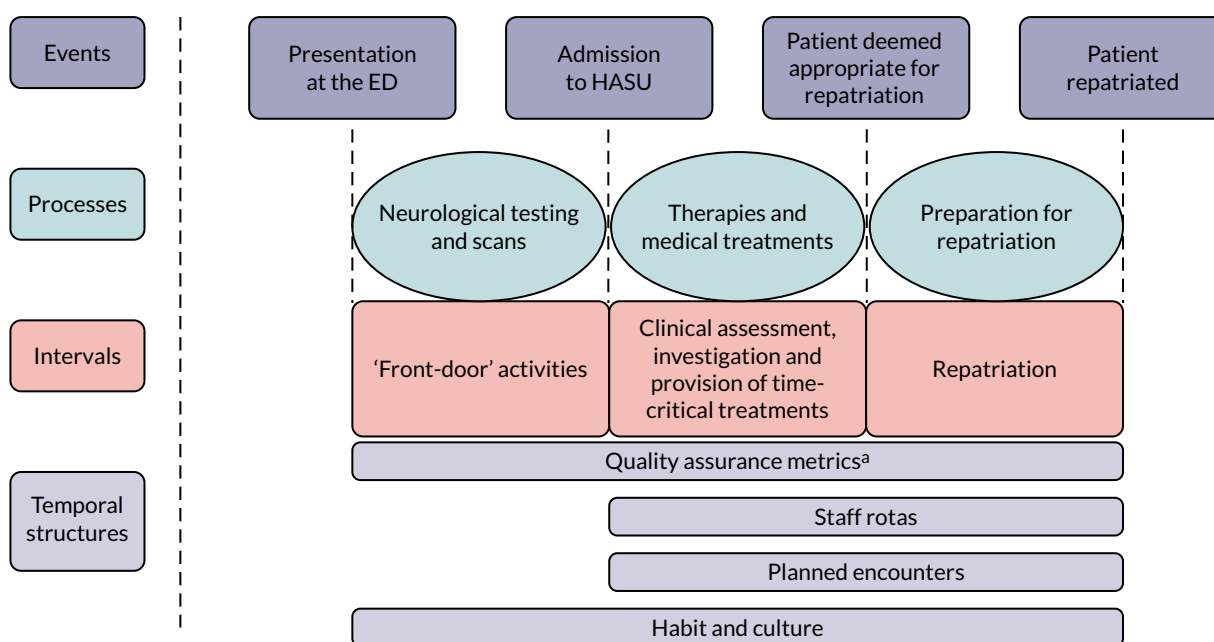 Events
Presentation
at the ED
Admission
to HASU
Patient deemed
appropriate for
repatriation
Patient
repatriated
Processes
Neurological testing
and scans
Therapies and
medical treatments
Preparation for
repatriation
Intervals
‘Front-door’ activities
Clinical assessment,
investigation and
provision of time-
critical treatments
Repatriation
Temporal
structures
Quality assurance metricsᵃ
Staff rotas
Planned encounters
Habit and culture